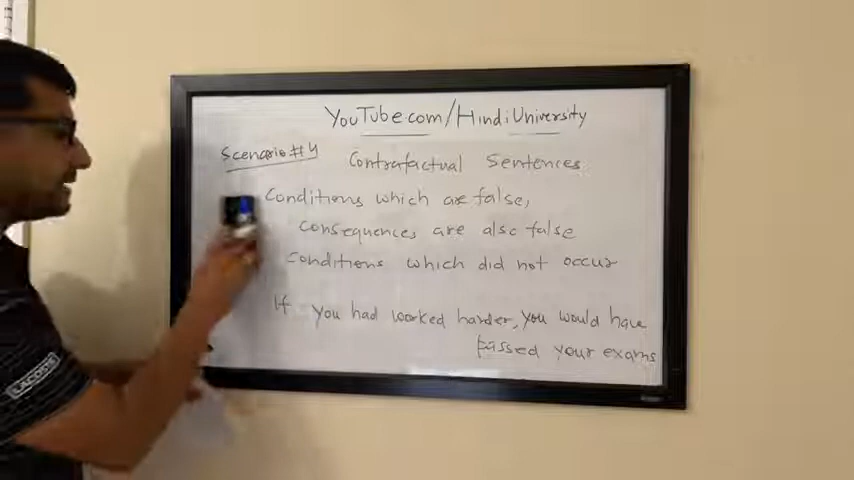 YouTube.com/HindiUniversity
Scenario #4 Contrafactual Sentences
Conditions which are false,
consequences are also false
Conditions which did not occur
If you had worked harder, you would have
passed your exams
LACOSTE